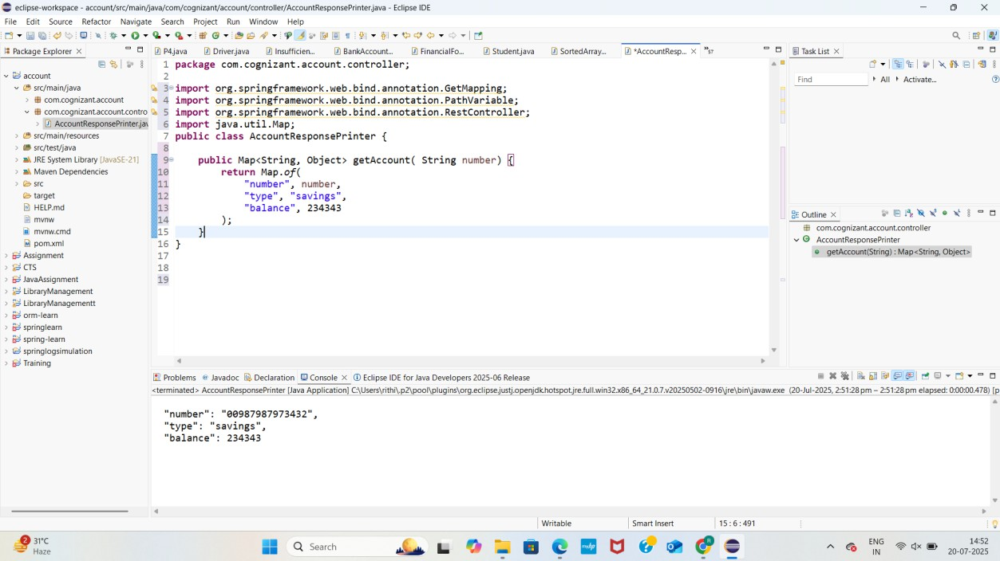 eclipse-workspace - account/src/main/java/com/cognizant/account/controller/AccountResponsePrinter.java - Eclipse IDE
File Edit Source Refactor Navigate Search Project Run Window Help
Package Explorer
account
src/main/java
com.cognizant.account
com.cognizant.account.contro
AccountResponsePrinter.jav
src/main/resources
src/test/java
JRE System Library [JavaSE-21]
Maven Dependencies
src
target
HELP.md
mvnw
mvnw.cmd
pom.xml
Assignment
CTS
JavaAssignment
LibraryManagement
LibraryManagementt
orm-learn
springlearn
spring-learn
springlogsimulation
Training
P4.java Driver.java Insufficien... BankAccount... FinancialFo... Student.java SortedArray... *AccountResp... »57
1 package com.cognizant.account.controller;
2
3 import org.springframework.web.bind.annotation.GetMapping;
4 import org.springframework.web.bind.annotation.PathVariable;
5 import org.springframework.web.bind.annotation.RestController;
6 import java.util.Map;
7 public class AccountResponsePrinter {
8
9 public Map<String, Object> getAccount( String number) {
10 return Map.of(
11 "number", number,
12 "type", "savings",
13 "balance", 234343
14 );
15 }
16 }
17
18
19
Task List
Find All Activate...
Outline
com.cognizant.account.controller
AccountResponsePrinter
getAccount(String) : Map<String, Object>
Problems Javadoc Declaration Console Eclipse IDE for Java Developers 2025-06 Release
<terminated> AccountResponsePrinter [Java Application] C:\Users\rithi\.p2\pool\plugins\org.eclipse.justj.openjdk.hotspot.jre.full.win32.x86_64_21.0.7.v20250502-0916\jre\bin\javaw.exe (20-Jul-2025, 2:51:28 pm – 2:51:28 pm elapsed: 0:00:00.478) [p
"number": "00987987973432",
"type": "savings",
"balance": 234343
Writable Smart Insert 15 : 6 : 491
2
31°C
Haze
Search
myhp
R
ENG
IN
14:52
20-07-2025